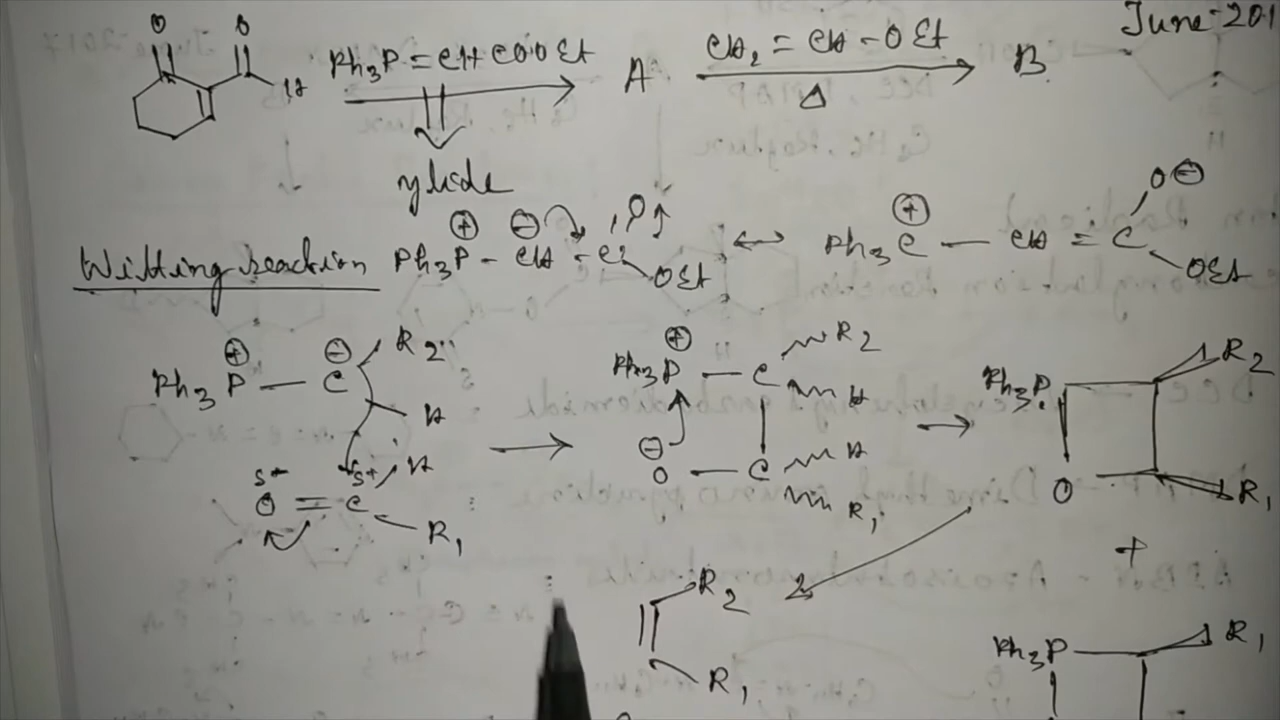 June-201
O O
H
Ph3P = CH COOEt
A
CH2 = CH - OEt
Δ
B
ylide
Witting reaction
Ph3P - CH - C OEt
⊕ ⊖ O
↔
Ph3C — CH = C OEt
⊕ O⊖
Ph3P — C R2
⊕ ⊖
H
δ- δ+ H
O = C R1
Ph3P — C R2
⊕ H
⊖ O — C H
R1
Ph3P R2
O R1
+
R2
R1
Ph3P R1